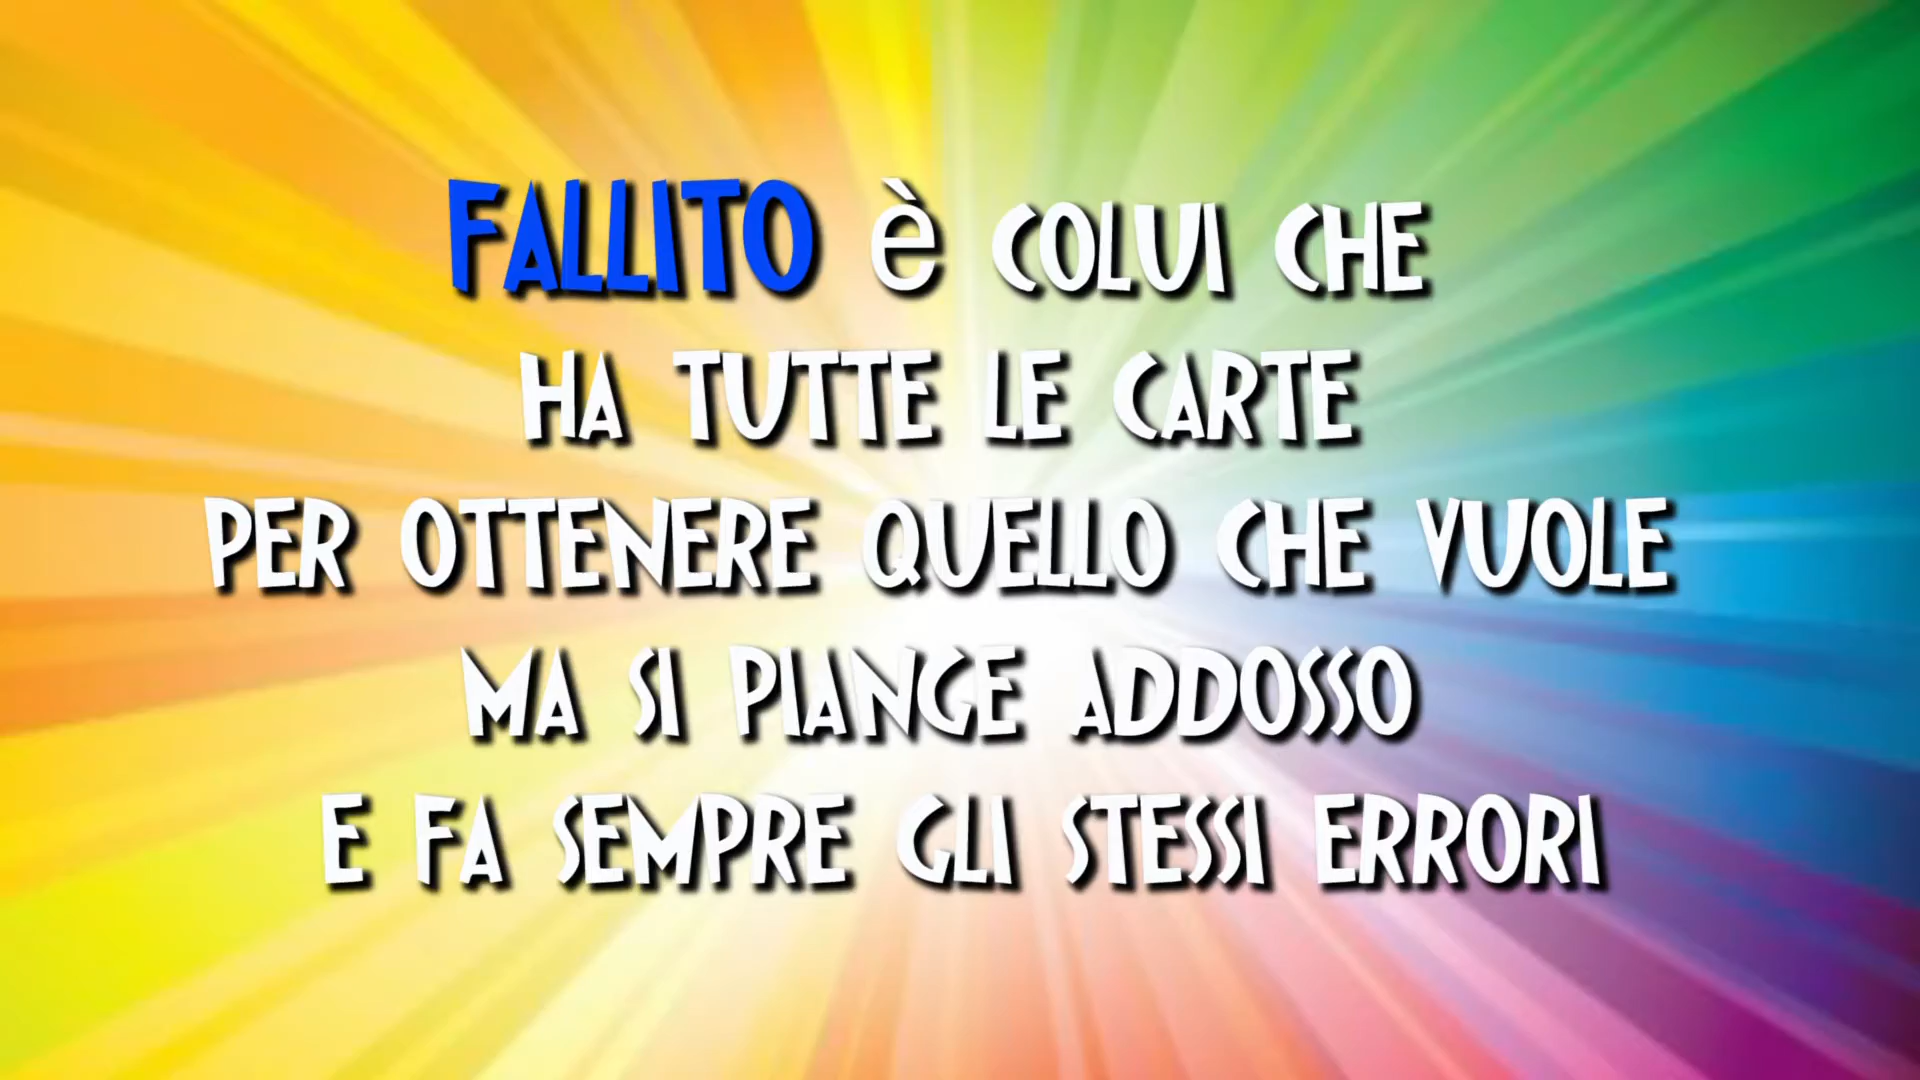 FALLITO è COLUI CHE
HA TUTTE LE CARTE
PER OTTENERE QUELLO CHE VUOLE
MA SI PIANGE ADDOSSO
E FA SEMPRE GLI STESSI ERRORI